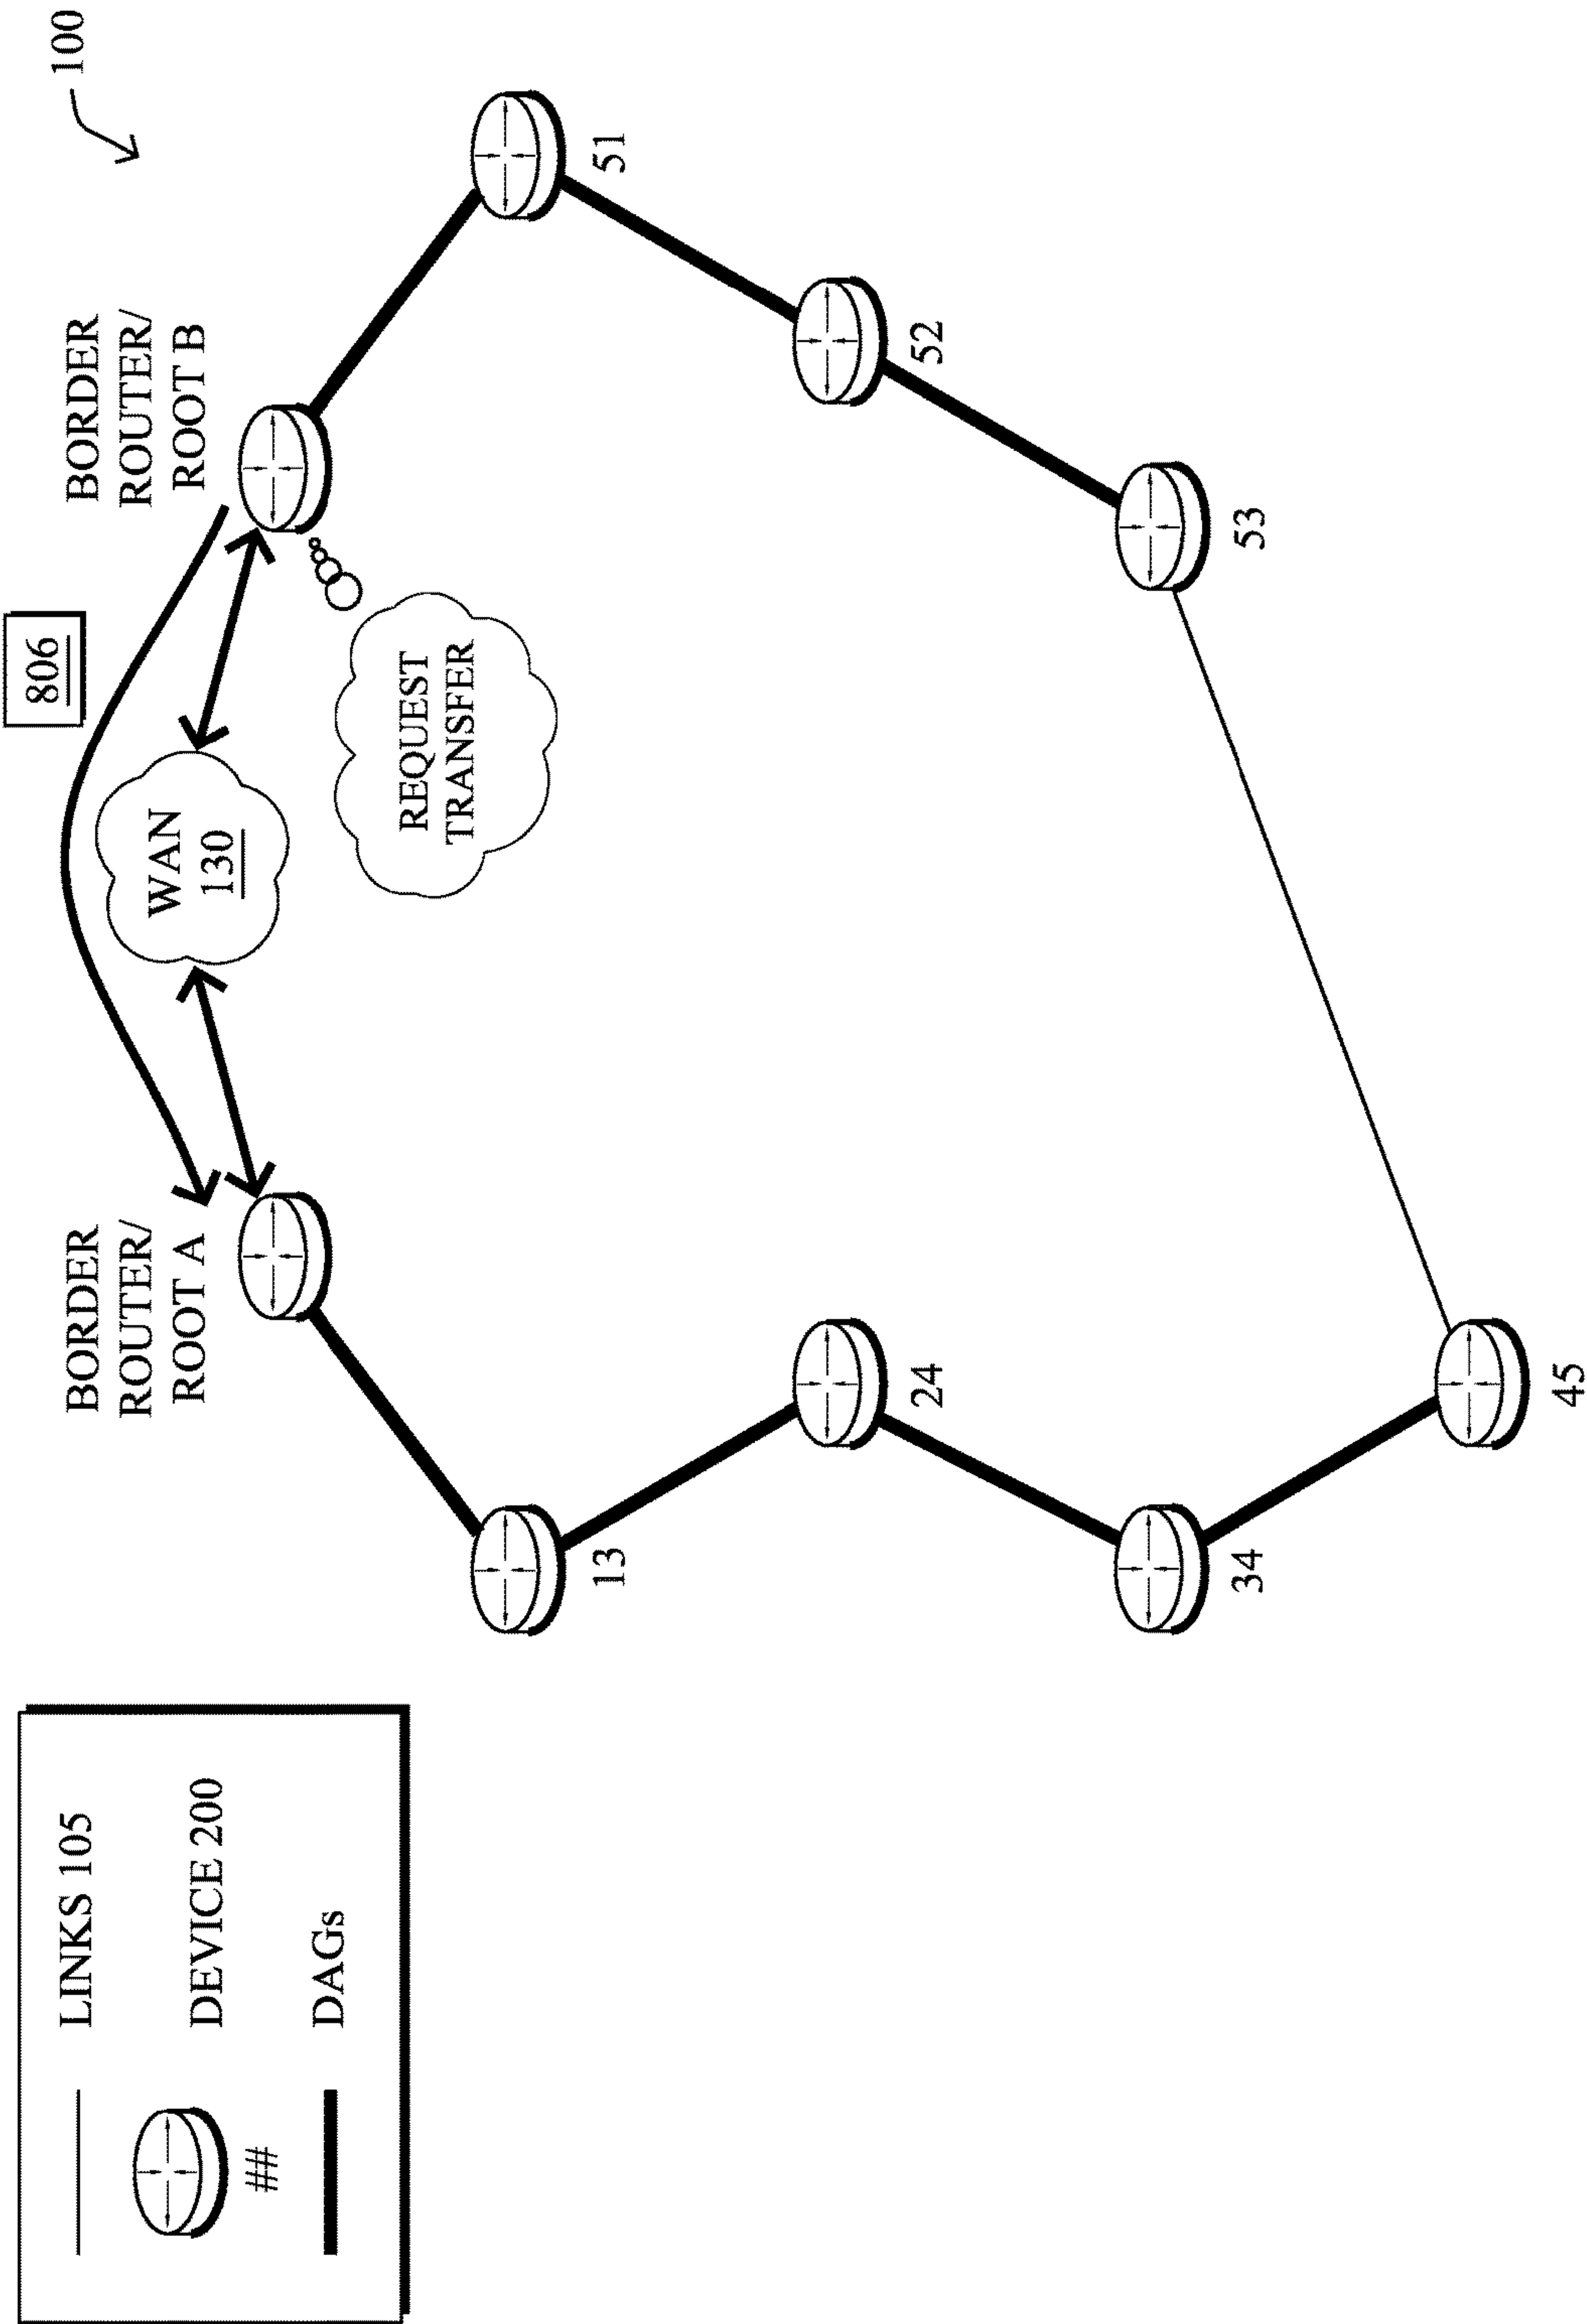 LINKS 105
DEVICE 200
##
DAGs
100
806
BORDER
ROUTER/
ROOT A
BORDER
ROUTER/
ROOT B
WAN
130
REQUEST
TRANSFER
13
51
24
52
34
53
45